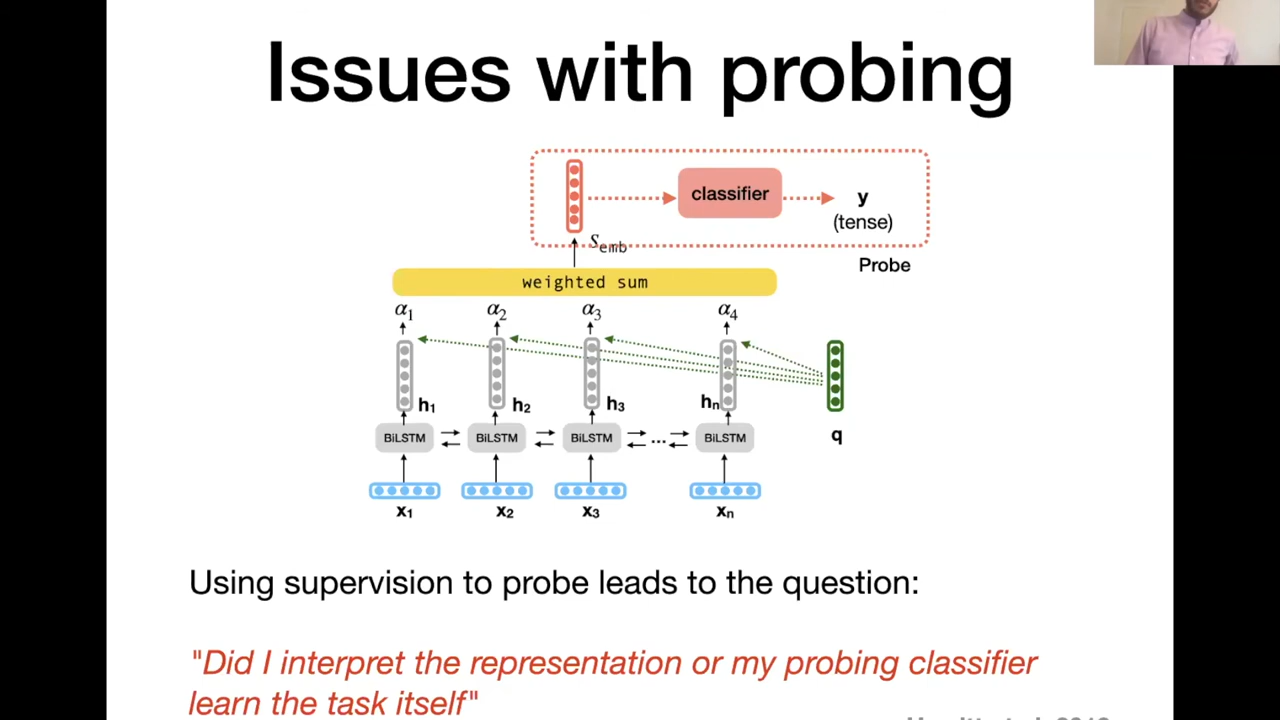 Issues with probing
classifier
y
(tense)
Semb
Probe
weighted sum
α1 α2 α3 α4
h1 h2 h3 hn
BiLSTM BiLSTM BiLSTM ... BiLSTM
q
x1 x2 x3 xn
Using supervision to probe leads to the question:
"Did I interpret the representation or my probing classifier
learn the task itself"